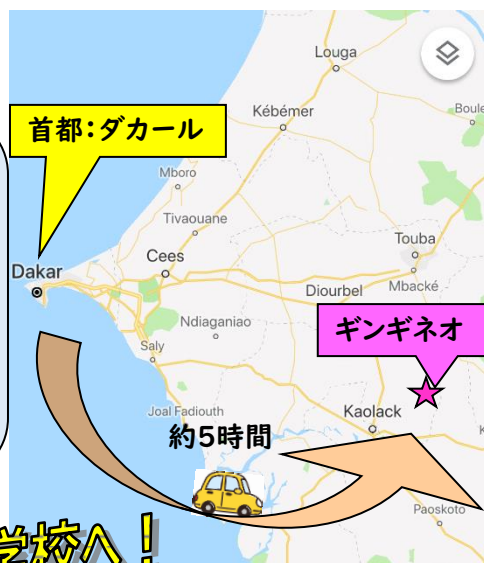 Louga
Kébémer
首都：ダカール
Mboro
Tivaouane
Touba
Cees
Dakar
Mbacké
Diourbel
Ndiaganiao
ギンギネオ
Saly
Joal Fadiouth
Kaolack
約5時間
Paoskoto
学校へ！